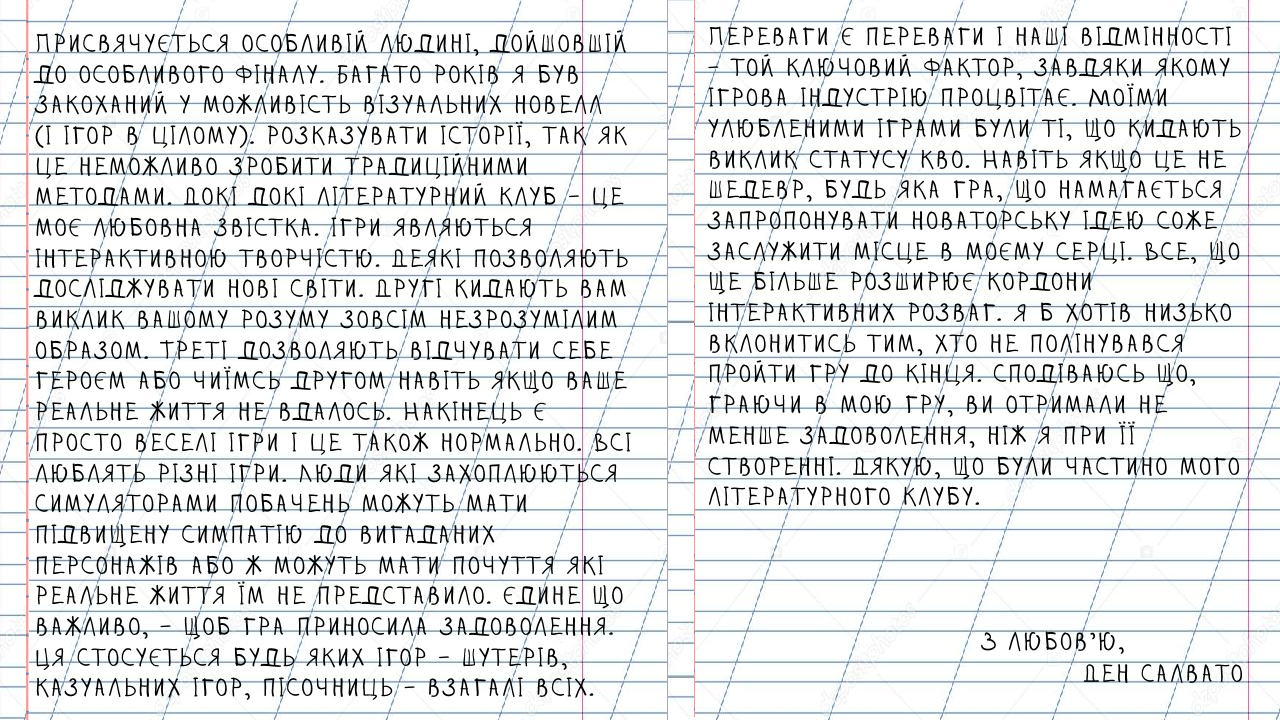 ПРИСВЯЧУЄТЬСЯ ОСОБЛИВІЙ ЛЮДИНІ, ДОЙШОВШІЙ
ДО ОСОБЛИВОГО ФІНАЛУ. БАГАТО РОКІВ Я БУВ
ЗАКОХАНИЙ У МОЖЛИВІСТЬ ВІЗУАЛЬНИХ НОВЕЛЛ
(І ІГОР В ЦІЛОМУ). РОЗКАЗУВАТИ ІСТОРІЇ, ТАК ЯК
ЦЕ НЕМОЖЛИВО ЗРОБИТИ ТРАДИЦІЙНИМИ
МЕТОДАМИ. ДОКІ ДОКІ ЛІТЕРАТУРНИЙ КЛУБ - ЦЕ
МОЄ ЛЮБОВНА ЗВІСТКА. ІГРИ ЯВЛЯЮТЬСЯ
ІНТЕРАКТИВНОЮ ТВОРЧІСТЮ. ДЕЯКІ ПОЗВОЛЯЮТЬ
ДОСЛІДЖУВАТИ НОВІ СВІТИ. ДРУГІ КИДАЮТЬ ВАМ
ВИКЛИК ВАШОМУ РОЗУМУ ЗОВСІМ НЕЗРОЗУМІЛИМ
ОБРАЗОМ. ТРЕТІ ДОЗВОЛЯЮТЬ ВІДЧУВАТИ СЕБЕ
ГЕРОЄМ АБО ЧИЇМСЬ ДРУГОМ НАВІТЬ ЯКЩО ВАШЕ
РЕАЛЬНЕ ЖИТТЯ НЕ ВДАЛОСЬ. НАКІНЕЦЬ Є
ПРОСТО ВЕСЕЛІ ІГРИ І ЦЕ ТАКОЖ НОРМАЛЬНО. ВСІ
ЛЮБЛЯТЬ РІЗНІ ІГРИ. ЛЮДИ ЯКІ ЗАХОПЛЮЮТЬСЯ
СИМУЛЯТОРАМИ ПОБАЧЕНЬ МОЖУТЬ МАТИ
ПІДВИЩЕНУ СИМПАТІЮ ДО ВИГАДАНИХ
ПЕРСОНАЖІВ АБО Ж МОЖУТЬ МАТИ ПОЧУТТЯ ЯКІ
РЕАЛЬНЕ ЖИТТЯ ЇМ НЕ ПРЕДСТАВИЛО. ЄДИНЕ ЩО
ВАЖЛИВО, - ЩОБ ГРА ПРИНОСИЛА ЗАДОВОЛЕННЯ.
ЦЯ СТОСУЄТЬСЯ БУДЬ ЯКИХ ІГОР - ШУТЕРІВ,
КАЗУАЛЬНИХ ІГОР, ПІСОЧНИЦЬ - ВЗАГАЛІ ВСІХ.
ПЕРЕВАГИ Є ПЕРЕВАГИ І НАШІ ВІДМІННОСТІ
- ТОЙ КЛЮЧОВИЙ ФАКТОР, ЗАВДЯКИ ЯКОМУ
ІГРОВА ІНДУСТРІЮ ПРОЦВІТАЄ. МОЇМИ
УЛЮБЛЕНИМИ ІГРАМИ БУЛИ ТІ, ЩО КИДАЮТЬ
ВИКЛИК СТАТУСУ КВО. НАВІТЬ ЯКЩО ЦЕ НЕ
ШЕДЕВР, БУДЬ ЯКА ГРА, ЩО НАМАГАЄТЬСЯ
ЗАПРОПОНУВАТИ НОВАТОРСЬКУ ІДЕЮ СОЖЕ
ЗАСЛУЖИТИ МІСЦЕ В МОЄМУ СЕРЦІ. ВСЕ, ЩО
ЩЕ БІЛЬШЕ РОЗШИРЮЄ КОРДОНИ
ІНТЕРАКТИВНИХ РОЗВАГ. Я Б ХОТІВ НИЗЬКО
ВКЛОНИТИСЬ ТИМ, ХТО НЕ ПОЛІНУВАВСЯ
ПРОЙТИ ГРУ ДО КІНЦЯ. СПОДІВАЮСЬ ЩО,
ГРАЮЧИ В МОЮ ГРУ, ВИ ОТРИМАЛИ НЕ
МЕНШЕ ЗАДОВОЛЕННЯ, НІЖ Я ПРИ ЇЇ
СТВОРЕННІ. ДЯКУЮ, ЩО БУЛИ ЧАСТИНО МОГО
ЛІТЕРАТУРНОГО КЛУБУ.
З ЛЮБОВ'Ю,
ДЕН САЛВАТО